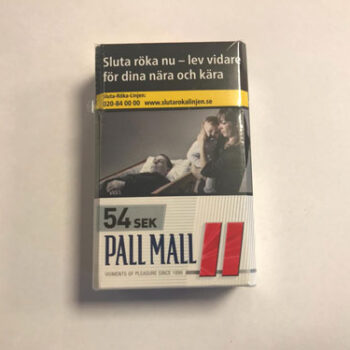 Sluta röka nu – lev vidare
för dina nära och kära
Sluta-Röka-Linjen:
020-84 00 00 www.slutarokalinjen.se
54 SEK
PALL MALL
MOMENTS OF PLEASURE SINCE 1899